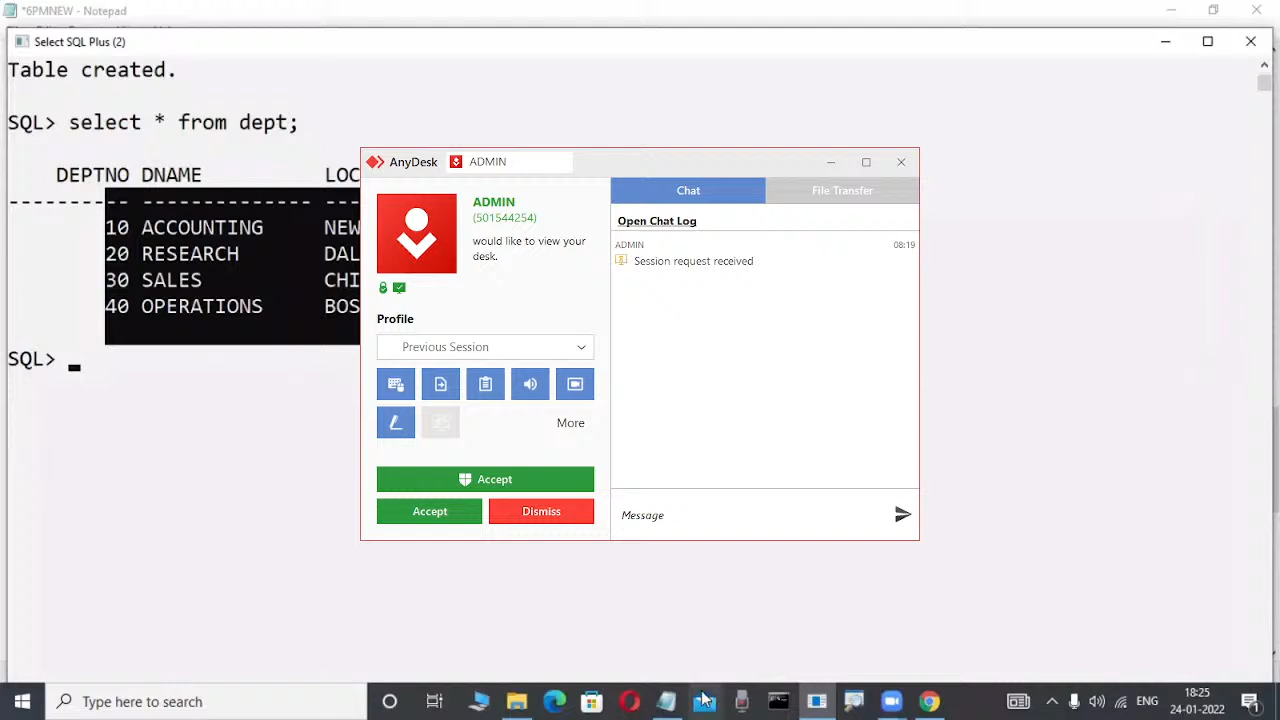 *6PMNEW - Notepad
Select SQL Plus (2)
Table created.
SQL> select * from dept;
DEPTNO DNAME LOC
---------- -------------- ---
10 ACCOUNTING NEW
20 RESEARCH DAL
30 SALES CHI
40 OPERATIONS BOS
SQL>
AnyDesk ADMIN
ADMIN
(501544254)
would like to view your
desk.
Profile
Previous Session
More
Accept
Accept Dismiss
Chat File Transfer
Open Chat Log
ADMIN 08:19
Session request received
Message
Type here to search
ENG
18:25
24-01-2022
1